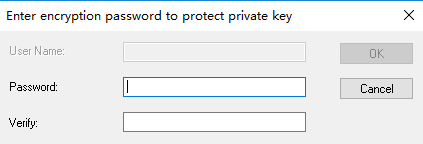 Enter encryption password to protect private key
User Name:
OK
Password:
Cancel
Verify: